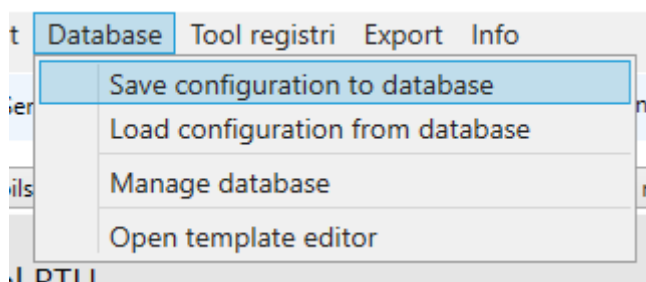 t Database Tool registri Export Info
Save configuration to database
Load configuration from database
Manage database
Open template editor